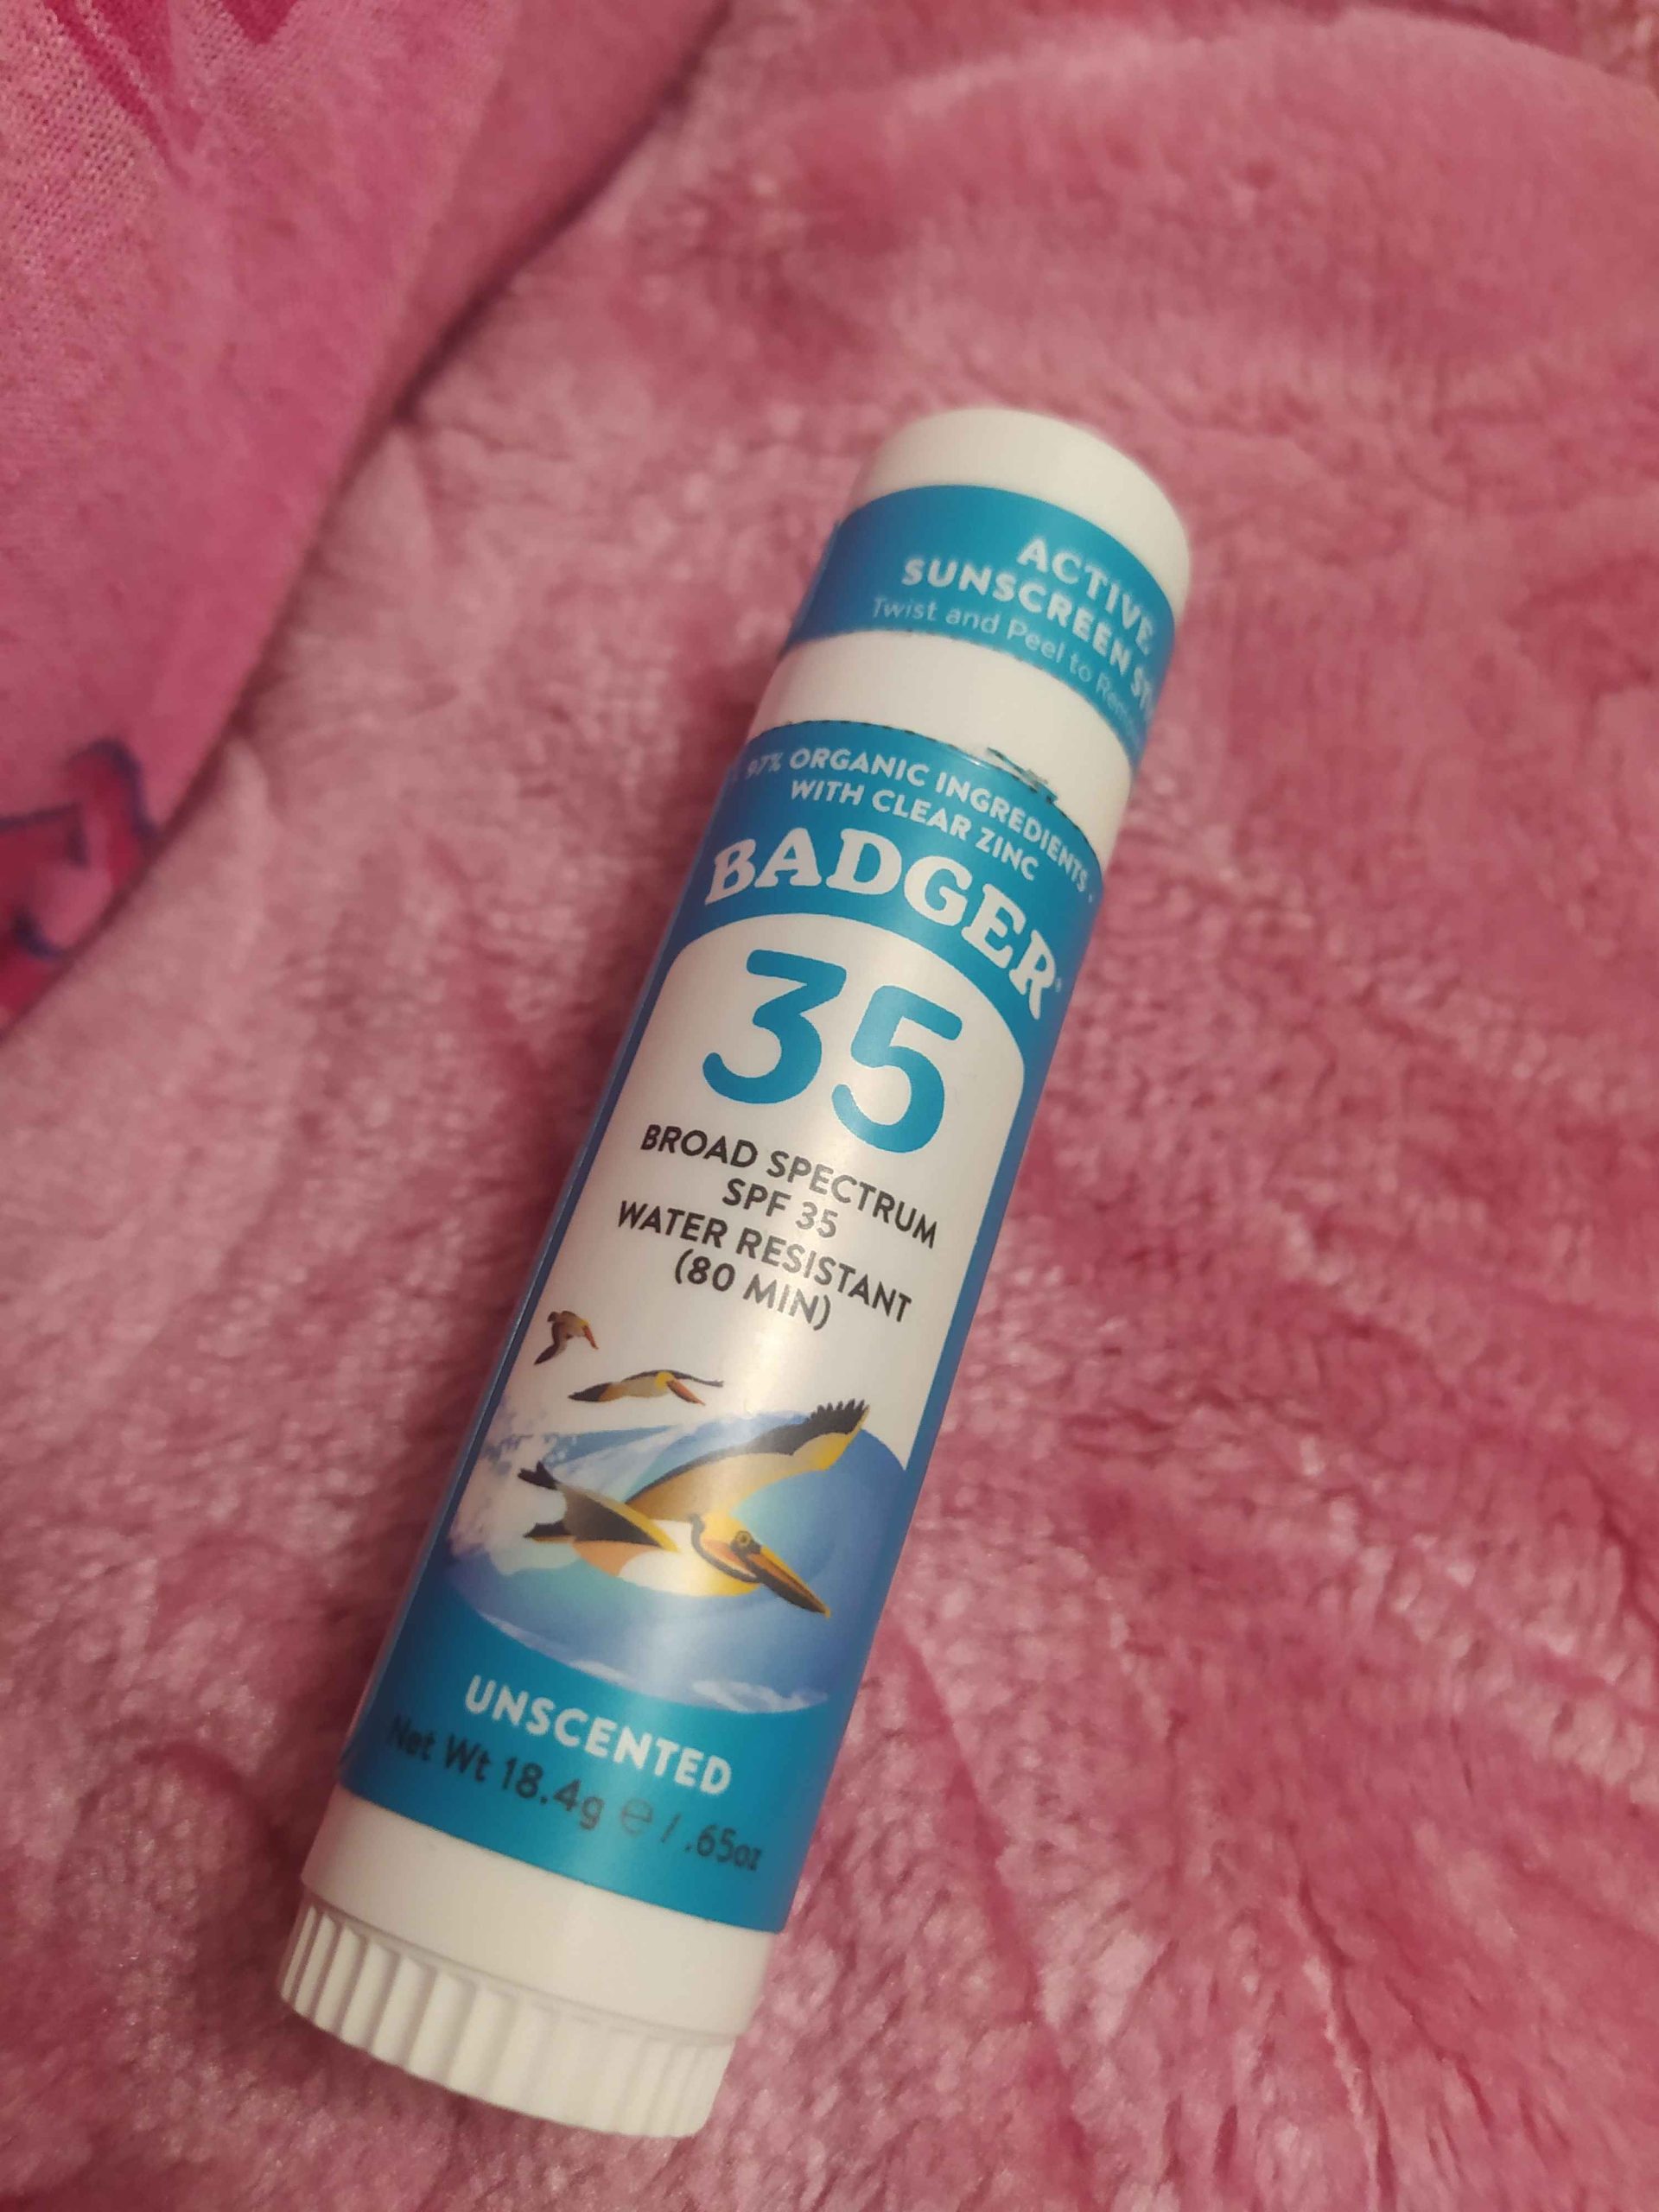 ACTIVE
SUNSCREEN
Twist and Peel to
97% ORGANIC INGREDIENTS
WITH CLEAR ZINC
BADGER®
35
BROAD SPECTRUM
SPF 35
WATER RESISTANT
(80 MIN)
UNSCENTED
Net Wt 18.4g ℮ / .65oz